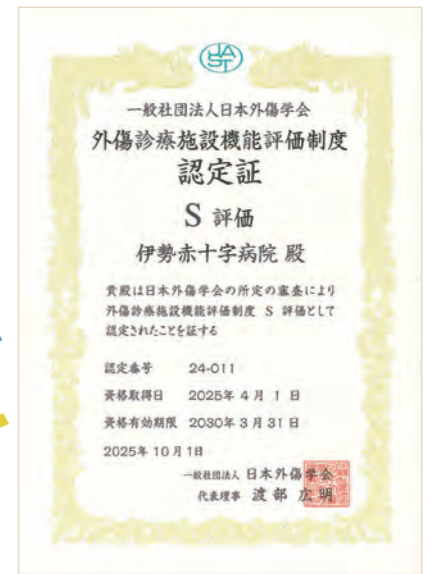 一般社団法人日本外傷学会
外傷診療施設機能評価制度
認定証
S 評価
伊勢赤十字病院 殿
貴殿は日本外傷学会の所定の審査により
外傷診療施設機能評価制度 S 評価として
認定されたことを証する
認定番号 24-011
資格取得日 2025年 4月 1日
資格有効期限 2030年 3月 31日
2025年 10月 1日
一般社団法人 日本外傷学会
代表理事 渡部 広明